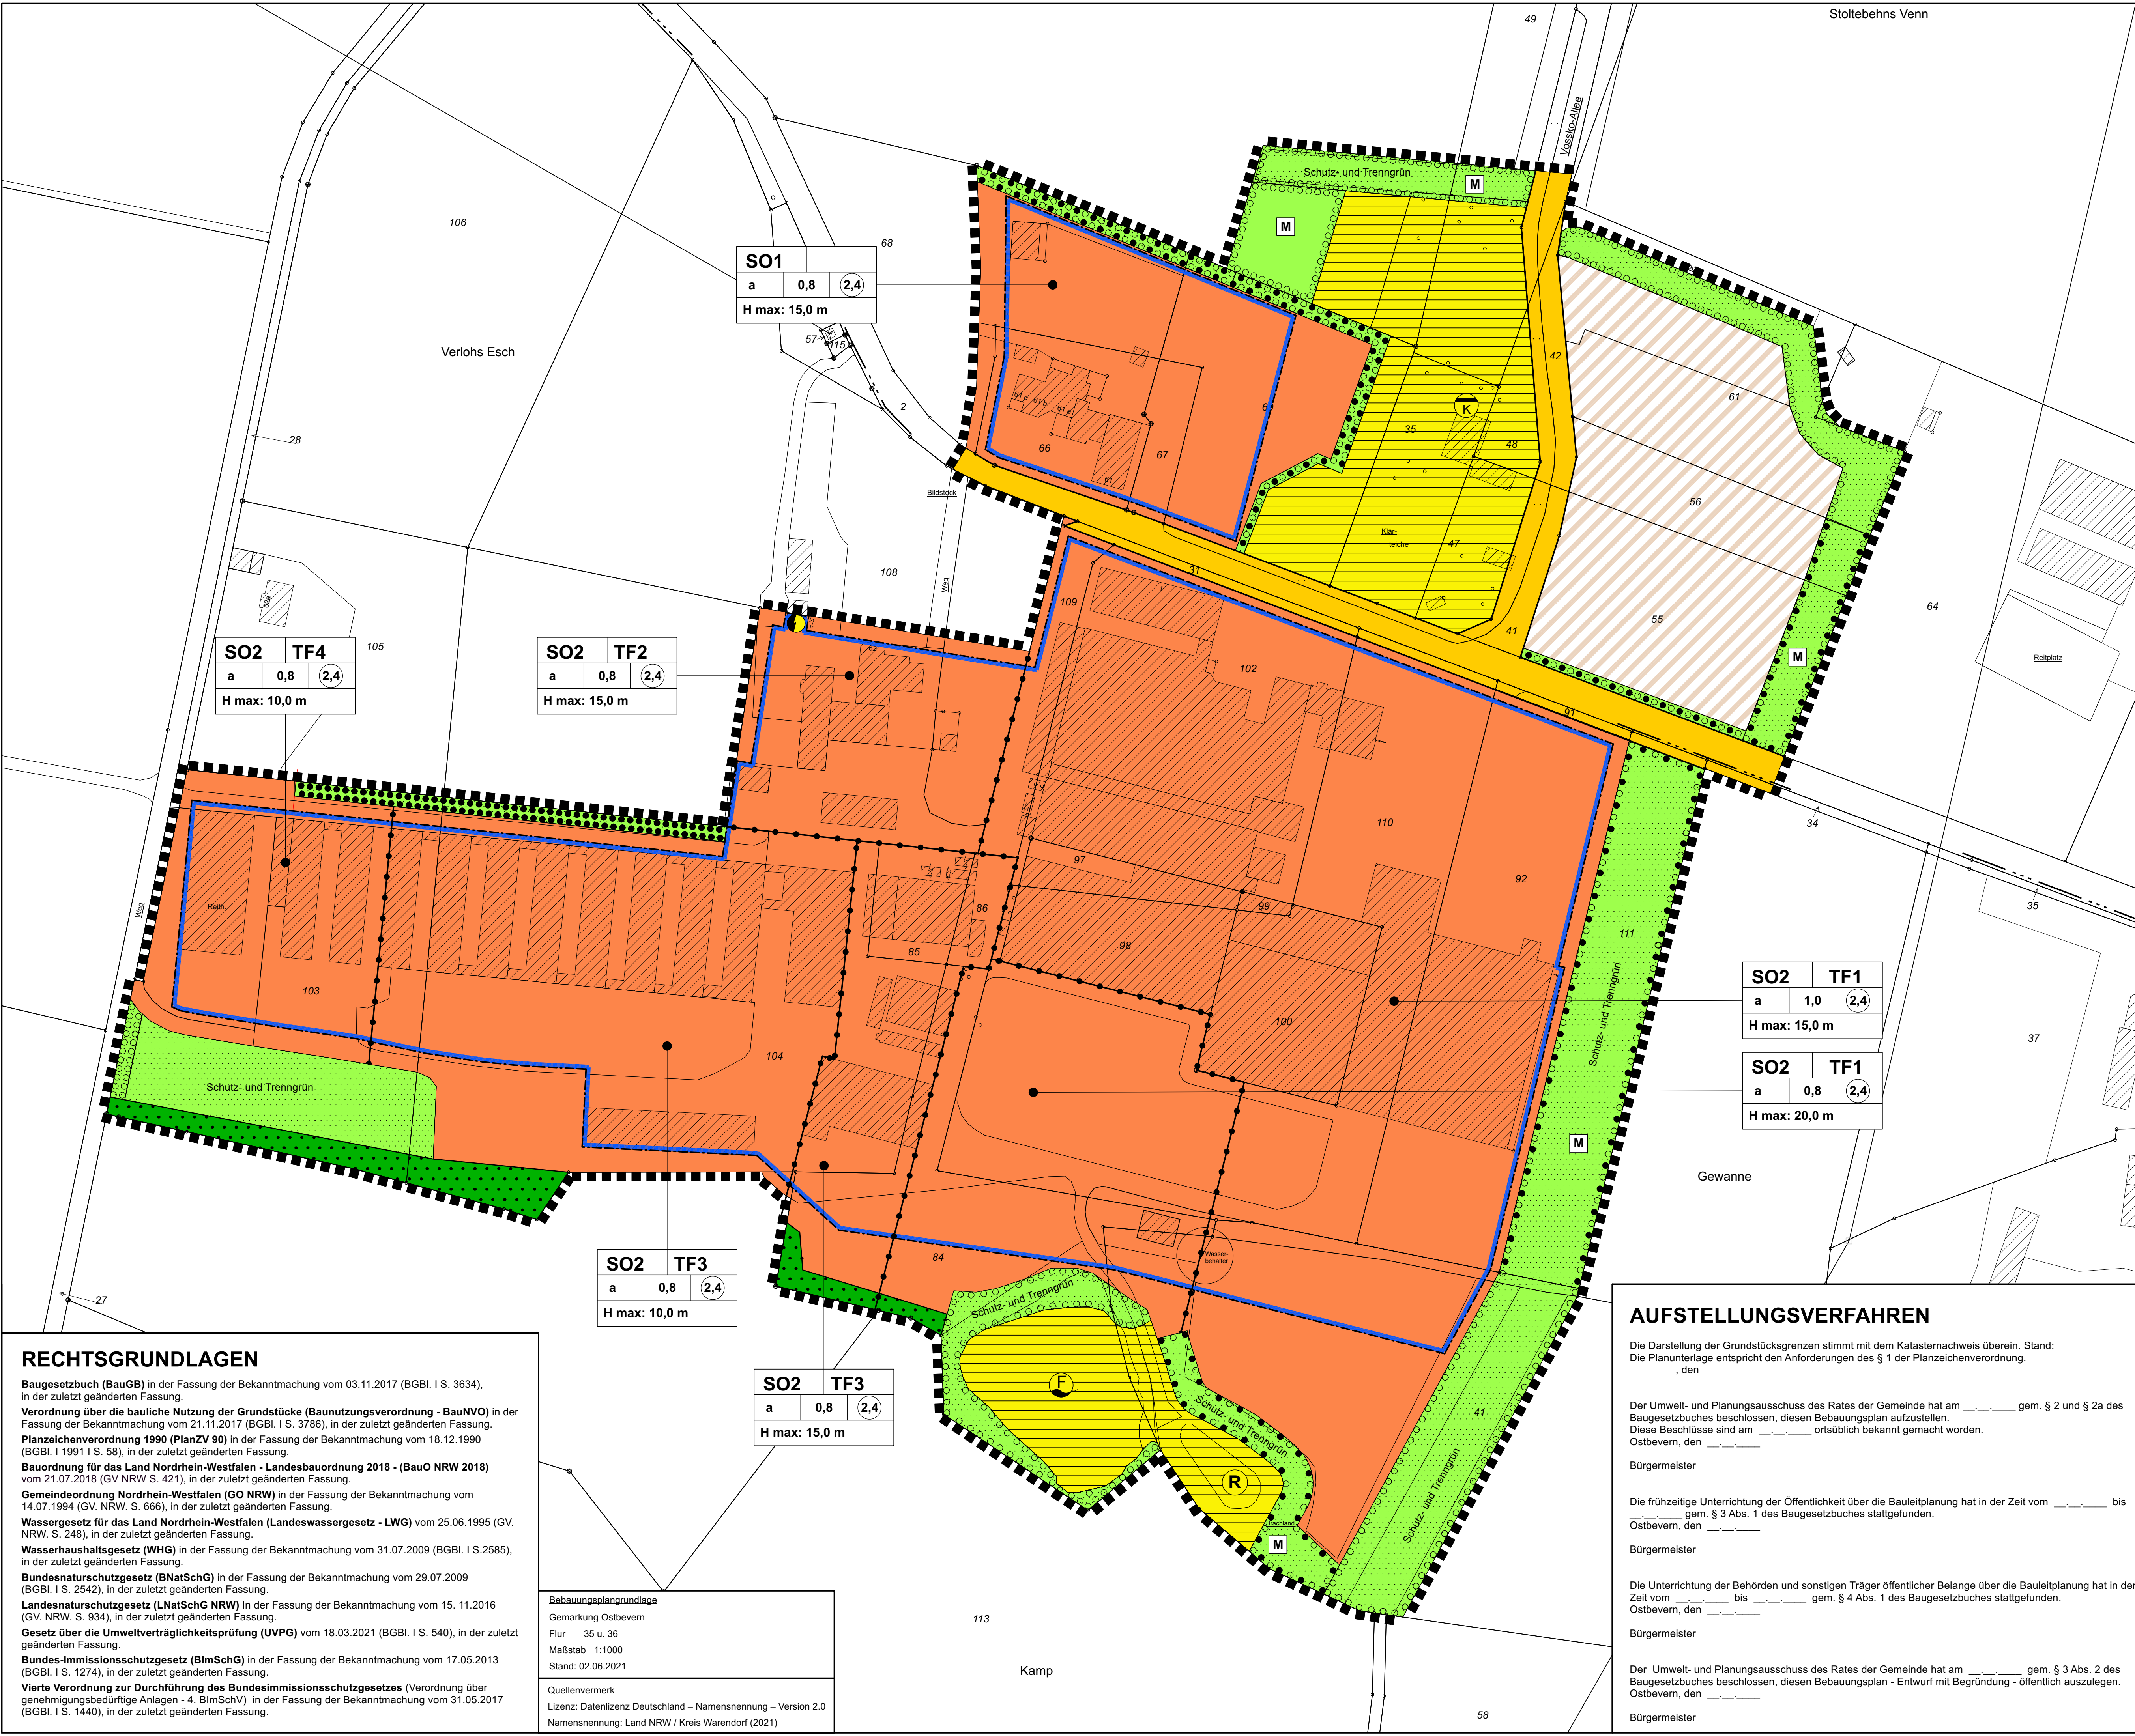 Stoltebehns Venn
49
Vossko-Allee
Schutz- und Trenngrün
M
M
106
68
SO1
a 0,8 2,4
H max: 15,0 m
57
115
Verlohs Esch
2
28
42
61
K
35
48
61 c
61 b
61 a
66
67
61
Bildstock
56
Klär-
teiche
47
31
108
Weg
109
1
62a
55
64
41
62
105
SO2 TF4
a 0,8 2,4
H max: 10,0 m
SO2 TF2
a 0,8 2,4
H max: 15,0 m
102
M
Reitplatz
91
110
34
97
92
Reith.
Weg
86
99
35
98
85
111
103
100
104
Schutz- und Trenngrün
SO2 TF1
a 1,0 2,4
H max: 15,0 m
37
SO2 TF1
a 0,8 2,4
H max: 20,0 m
Schutz- und Trenngrün
M
Gewanne
84
Wasser-
behälter
SO2 TF3
a 0,8 2,4
H max: 10,0 m
27
Schutz- und Trenngrün
F
SO2 TF3
a 0,8 2,4
H max: 15,0 m
Schutz- und Trenngrün
41
R
Schutz- und Trenngrün
Brachland
M
113
Kamp
58
RECHTSGRUNDLAGEN
Baugesetzbuch (BauGB) in der Fassung der Bekanntmachung vom 03.11.2017 (BGBl. I S. 3634),
in der zuletzt geänderten Fassung.
Verordnung über die bauliche Nutzung der Grundstücke (Baunutzungsverordnung - BauNVO) in der
Fassung der Bekanntmachung vom 21.11.2017 (BGBl. I S. 3786), in der zuletzt geänderten Fassung.
Planzeichenverordnung 1990 (PlanZV 90) in der Fassung der Bekanntmachung vom 18.12.1990
(BGBl. I 1991 I S. 58), in der zuletzt geänderten Fassung.
Bauordnung für das Land Nordrhein-Westfalen - Landesbauordnung 2018 - (BauO NRW 2018)
vom 21.07.2018 (GV NRW S. 421), in der zuletzt geänderten Fassung.
Gemeindeordnung Nordrhein-Westfalen (GO NRW) in der Fassung der Bekanntmachung vom
14.07.1994 (GV. NRW. S. 666), in der zuletzt geänderten Fassung.
Wassergesetz für das Land Nordrhein-Westfalen (Landeswassergesetz - LWG) vom 25.06.1995 (GV.
NRW. S. 248), in der zuletzt geänderten Fassung.
Wasserhaushaltsgesetz (WHG) in der Fassung der Bekanntmachung vom 31.07.2009 (BGBl. I S.2585),
in der zuletzt geänderten Fassung.
Bundesnaturschutzgesetz (BNatSchG) in der Fassung der Bekanntmachung vom 29.07.2009
(BGBl. I S. 2542), in der zuletzt geänderten Fassung.
Landesnaturschutzgesetz (LNatSchG NRW) In der Fassung der Bekanntmachung vom 15. 11.2016
(GV. NRW. S. 934), in der zuletzt geänderten Fassung.
Gesetz über die Umweltverträglichkeitsprüfung (UVPG) vom 18.03.2021 (BGBl. I S. 540), in der zuletzt
geänderten Fassung.
Bundes-Immissionsschutzgesetz (BImSchG) in der Fassung der Bekanntmachung vom 17.05.2013
(BGBl. I S. 1274), in der zuletzt geänderten Fassung.
Vierte Verordnung zur Durchführung des Bundesimmissionsschutzgesetzes (Verordnung über
genehmigungsbedürftige Anlagen - 4. BImSchV) in der Fassung der Bekanntmachung vom 31.05.2017
(BGBl. I S. 1440), in der zuletzt geänderten Fassung.
Bebauungsplangrundlage
Gemarkung Ostbevern
Flur 35 u. 36
Maßstab 1:1000
Stand: 02.06.2021
Quellenvermerk
Lizenz: Datenlizenz Deutschland – Namensnennung – Version 2.0
Namensnennung: Land NRW / Kreis Warendorf (2021)
AUFSTELLUNGSVERFAHREN
Die Darstellung der Grundstücksgrenzen stimmt mit dem Katasternachweis überein. Stand:
Die Planunterlage entspricht den Anforderungen des § 1 der Planzeichenverordnung.
, den
Der Umwelt- und Planungsausschuss des Rates der Gemeinde hat am __.__.____ gem. § 2 und § 2a des
Baugesetzbuches beschlossen, diesen Bebauungsplan aufzustellen.
Diese Beschlüsse sind am __.__.____ ortsüblich bekannt gemacht worden.
Ostbevern, den __.__.____
Bürgermeister
Die frühzeitige Unterrichtung der Öffentlichkeit über die Bauleitplanung hat in der Zeit vom __.__.____ bis
__.__.____ gem. § 3 Abs. 1 des Baugesetzbuches stattgefunden.
Ostbevern, den __.__.____
Bürgermeister
Die Unterrichtung der Behörden und sonstigen Träger öffentlicher Belange über die Bauleitplanung hat in der
Zeit vom __.__.____ bis __.__.____ gem. § 4 Abs. 1 des Baugesetzbuches stattgefunden.
Ostbevern, den __.__.____
Bürgermeister
Der Umwelt- und Planungsausschuss des Rates der Gemeinde hat am __.__.____ gem. § 3 Abs. 2 des
Baugesetzbuches beschlossen, diesen Bebauungsplan - Entwurf mit Begründung - öffentlich auszulegen.
Ostbevern, den __.__.____
Bürgermeister